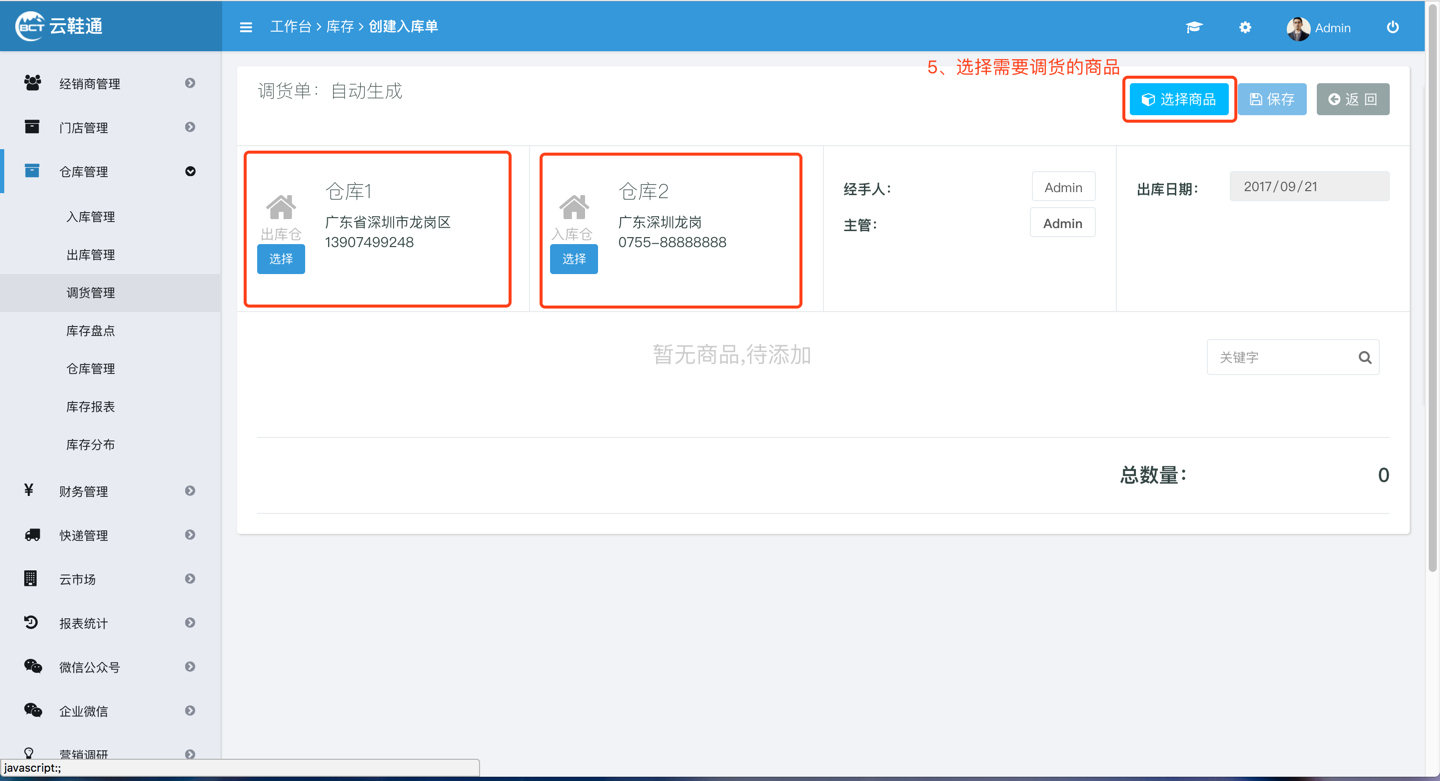 BCT 云鞋通
工作台 > 库存 > 创建入库单
Admin
经销商管理
门店管理
仓库管理
入库管理
出库管理
调货管理
库存盘点
仓库管理
库存报表
库存分布
¥ 财务管理
快递管理
云市场
报表统计
微信公众号
企业微信
营销调研
javascript:;
5、选择需要调货的商品
调货单：自动生成
选择商品
保存
返 回
仓库1
广东省深圳市龙岗区
出库仓
13907499248
选择
仓库2
广东深圳龙岗
入库仓
0755-88888888
选择
经手人：
Admin
主管：
Admin
出库日期：
2017/09/21
暂无商品,待添加
关键字
总数量：
0